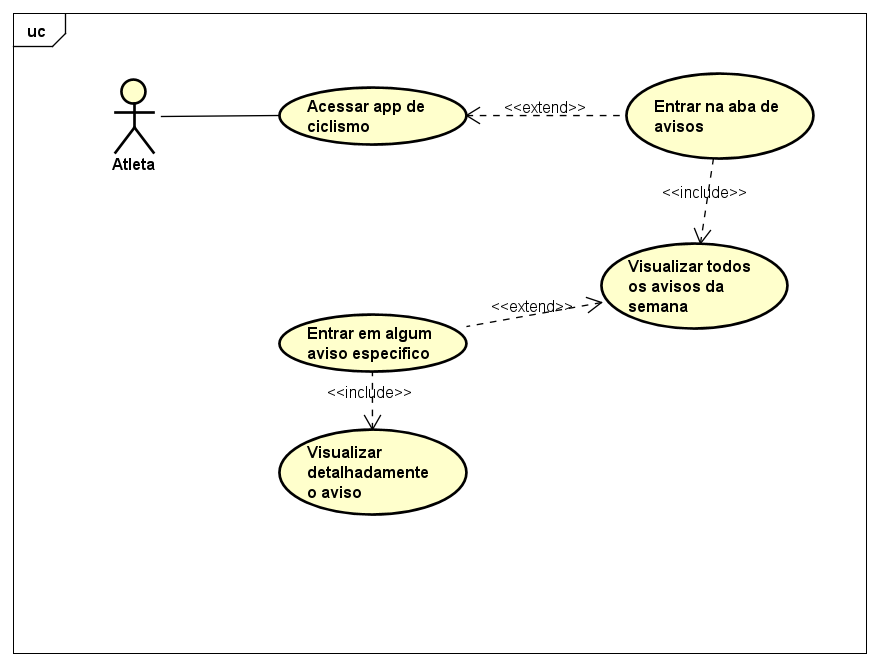 uc
Acessar app de
ciclismo
<<extend>>
Entrar na aba de
avisos
Atleta
<<include>>
Visualizar todos
os avisos da
semana
<<extend>>
Entrar em algum
aviso especifico
<<include>>
Visualizar
detalhadamente
o aviso